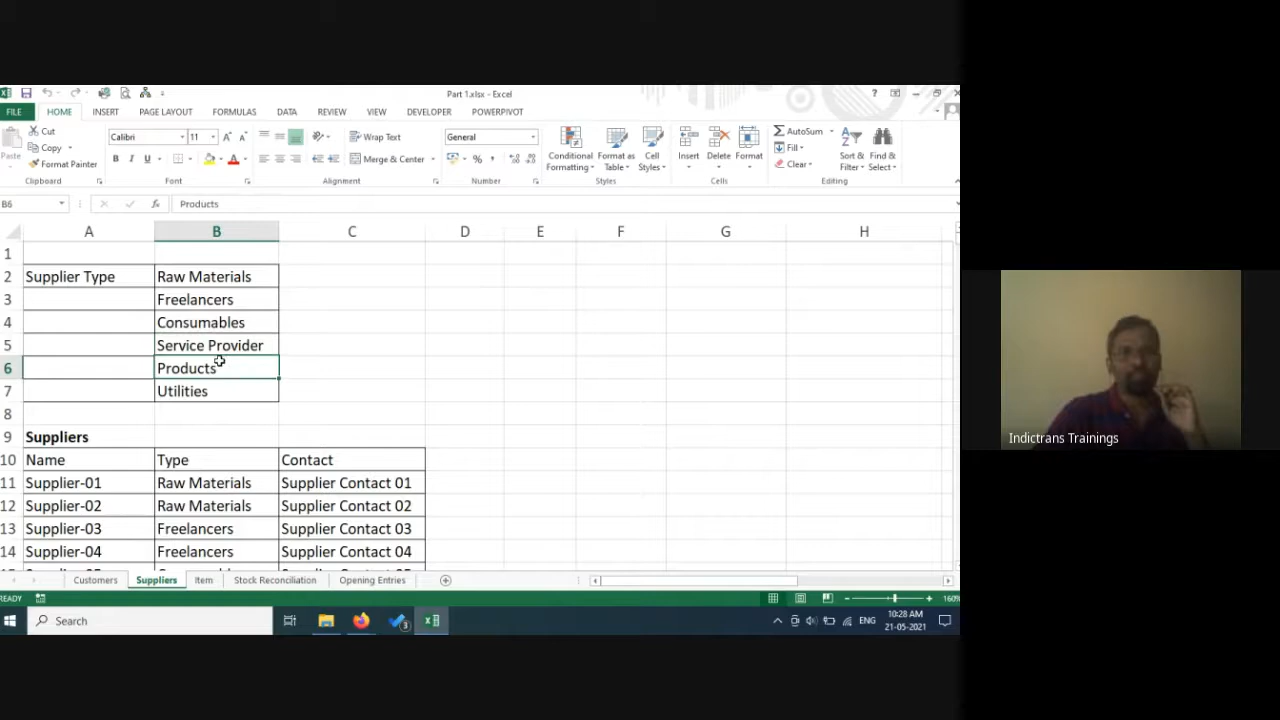 Part 1.xlsx - Excel
FILE HOME INSERT PAGE LAYOUT FORMULAS DATA REVIEW VIEW DEVELOPER POWERPIVOT
Paste
Cut
Copy
Format Painter
Clipboard
Calibri 11
B I U
Font
Wrap Text
Merge & Center
Alignment
General
%
Number
Conditional Formatting
Format as Table
Cell Styles
Styles
Insert Delete Format
Cells
AutoSum
Fill
Clear
Sort & Filter
Find & Select
Editing
B6 fx Products
A B C D E F G H
1
2 Supplier Type Raw Materials
3 Freelancers
4 Consumables
5 Service Provider
6 Products
7 Utilities
8
9 Suppliers
10 Name Type Contact
11 Supplier-01 Raw Materials Supplier Contact 01
12 Supplier-02 Raw Materials Supplier Contact 02
13 Supplier-03 Freelancers Supplier Contact 03
14 Supplier-04 Freelancers Supplier Contact 04
Customers Suppliers Item Stock Reconciliation Opening Entries
READY 160%
Search 3 ENG 10:28 AM
21-05-2021
Indictrans Trainings